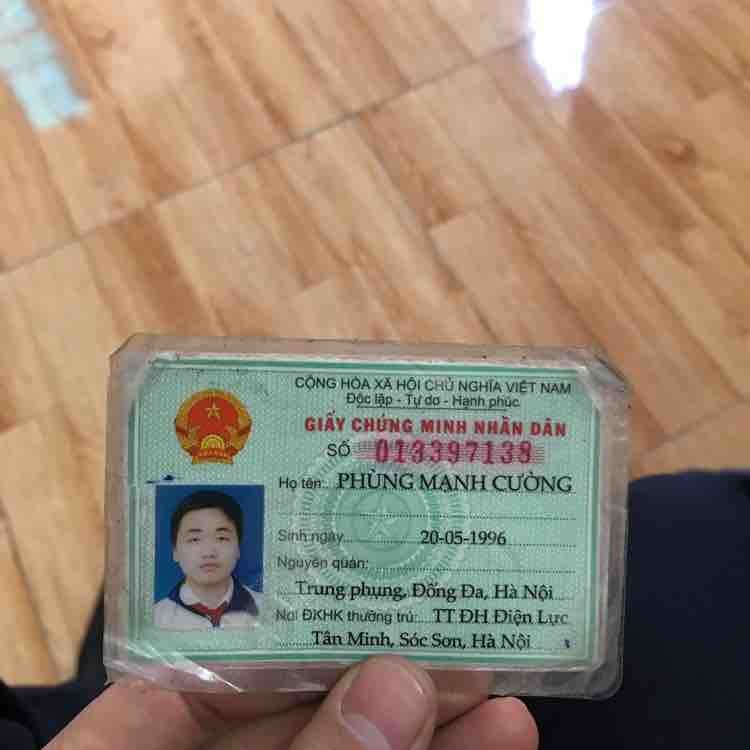 CỘNG HÒA XÃ HỘI CHỦ NGHĨA VIỆT NAM
Độc lập - Tự do - Hạnh phúc
GIẤY CHỨNG MINH NHÂN DÂN
SỐ 013397138
Họ tên: PHÙNG MẠNH CƯỜNG
Sinh ngày 20-05-1996
Nguyên quán:
Trung phụng, Đống Đa, Hà Nội
Nơi ĐKHK thường trú: TT ĐH Điện Lực
Tân Minh, Sóc Sơn, Hà Nội